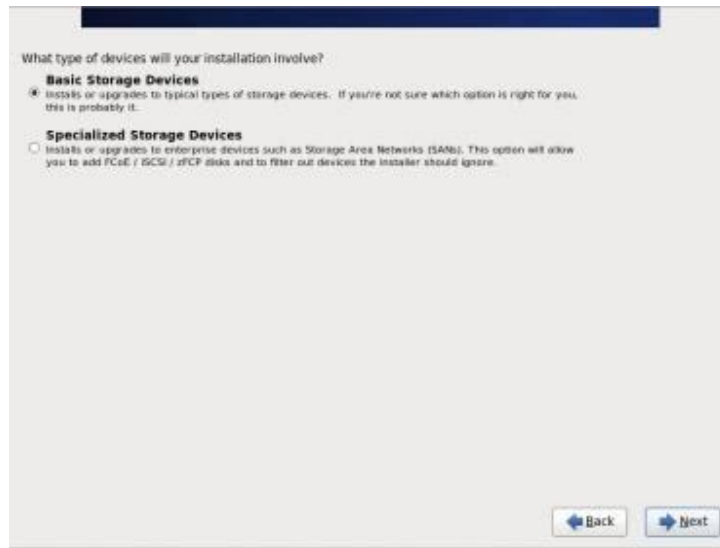 What type of devices will your installation involve?
Basic Storage Devices
Installs or upgrades to typical types of storage devices. If you're not sure which option is right for you,
this is probably it.
Specialized Storage Devices
Installs or upgrades to enterprise devices such as Storage Area Networks (SANs). This option will allow
you to add FCoE / iSCSI / zFCP disks and to filter out devices the installer should ignore.
Back
Next